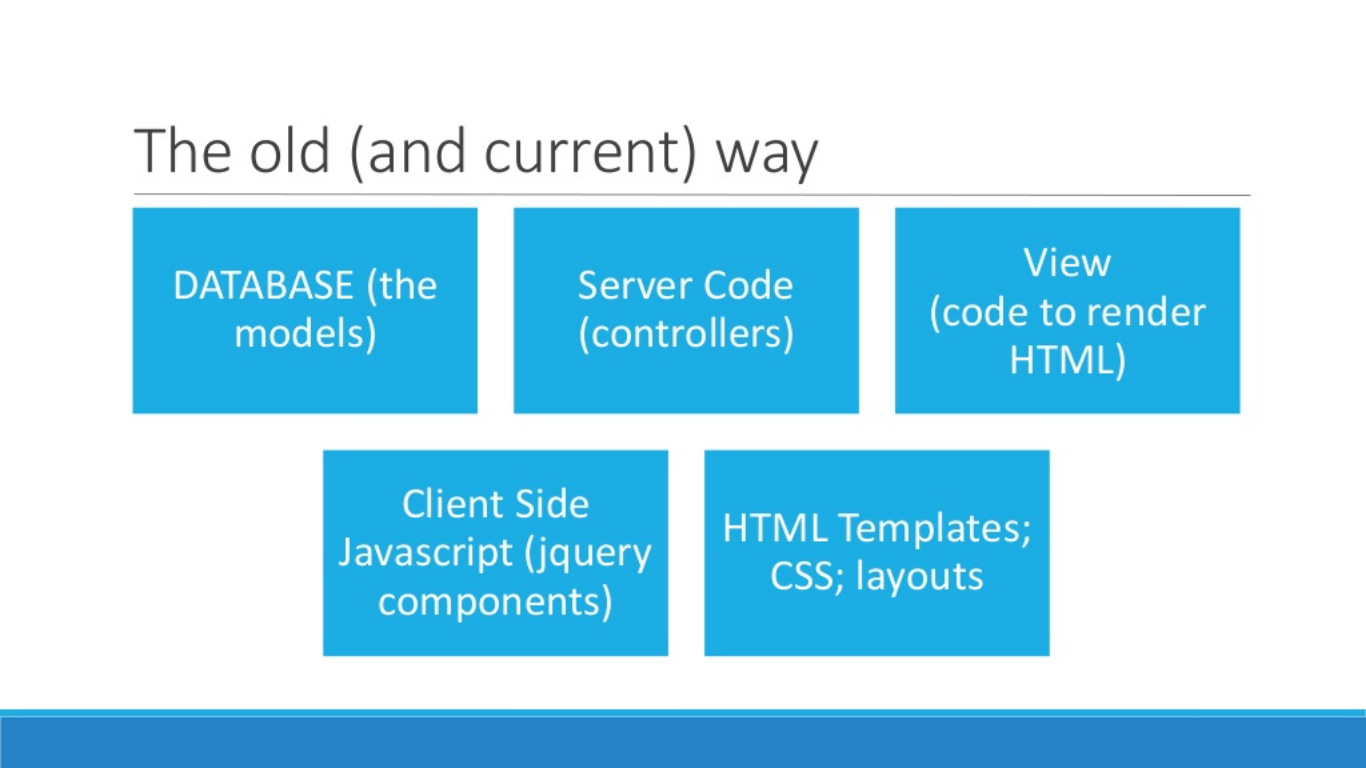 The old (and current) way
DATABASE (the
models)
Server Code
(controllers)
View
(code to render
HTML)
Client Side
Javascript (jquery
components)
HTML Templates;
CSS; layouts